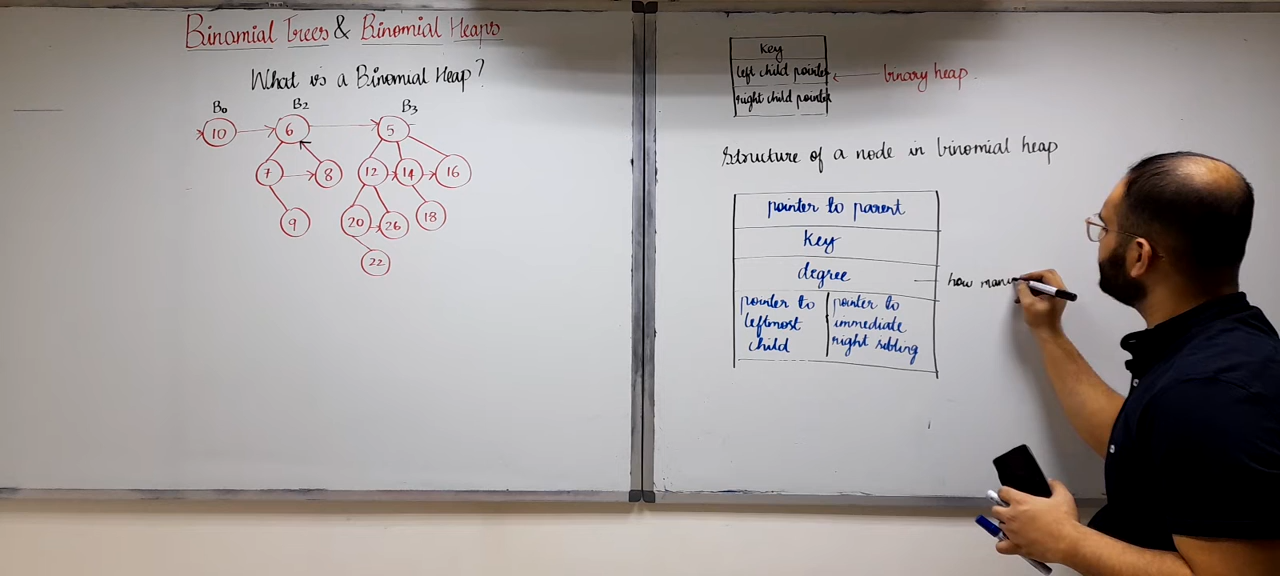 Binomial Trees & Binomial Heaps
What is a Binomial Heap?
B₀ B₂ B₃
10 6 5
7 8 12 14 16
9 20 26 18
22
key
left child pointer
right child pointer
binary heap.
Structure of a node in binomial heap
pointer to parent
key
degree
how many
pointer to
leftmost
child
pointer to
immediate
right sibling